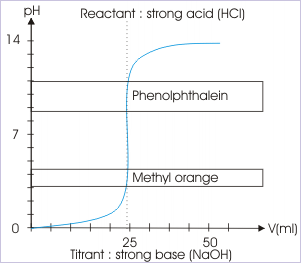 pH
Reactant : strong acid (HCl)
14
Phenolphthalein
7
Methyl orange
0
V(ml)
25
50
Titrant : strong base (NaOH)